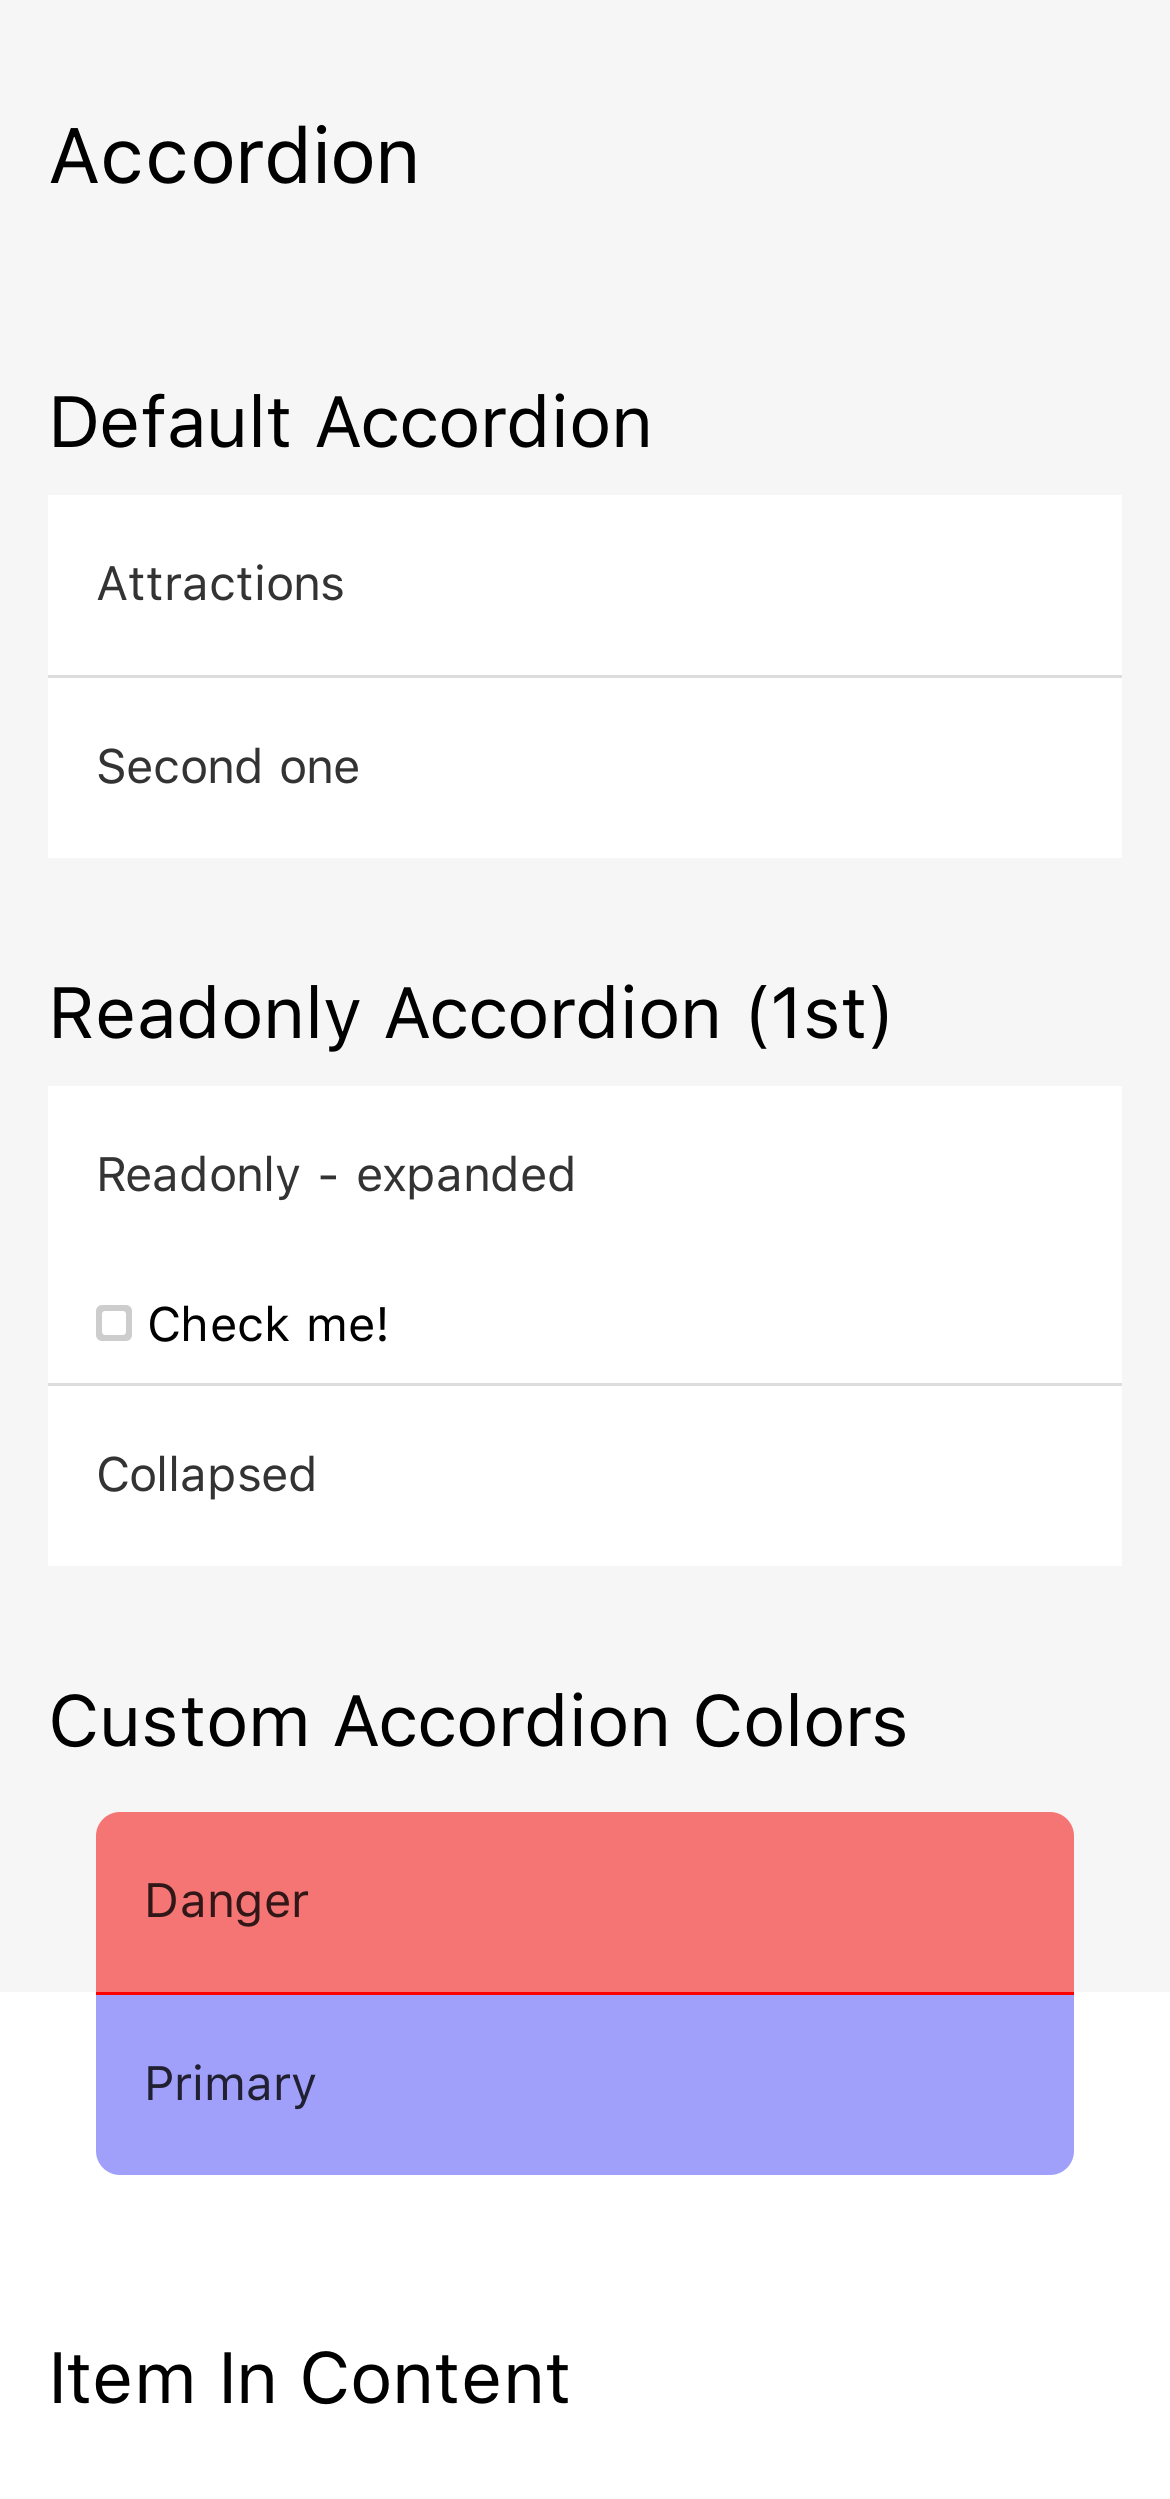 Accordion
Default Accordion
Attractions
Second one
Readonly Accordion (1st)
Readonly - expanded
Check me!
Collapsed
Custom Accordion Colors
Danger
Primary
Item In Content